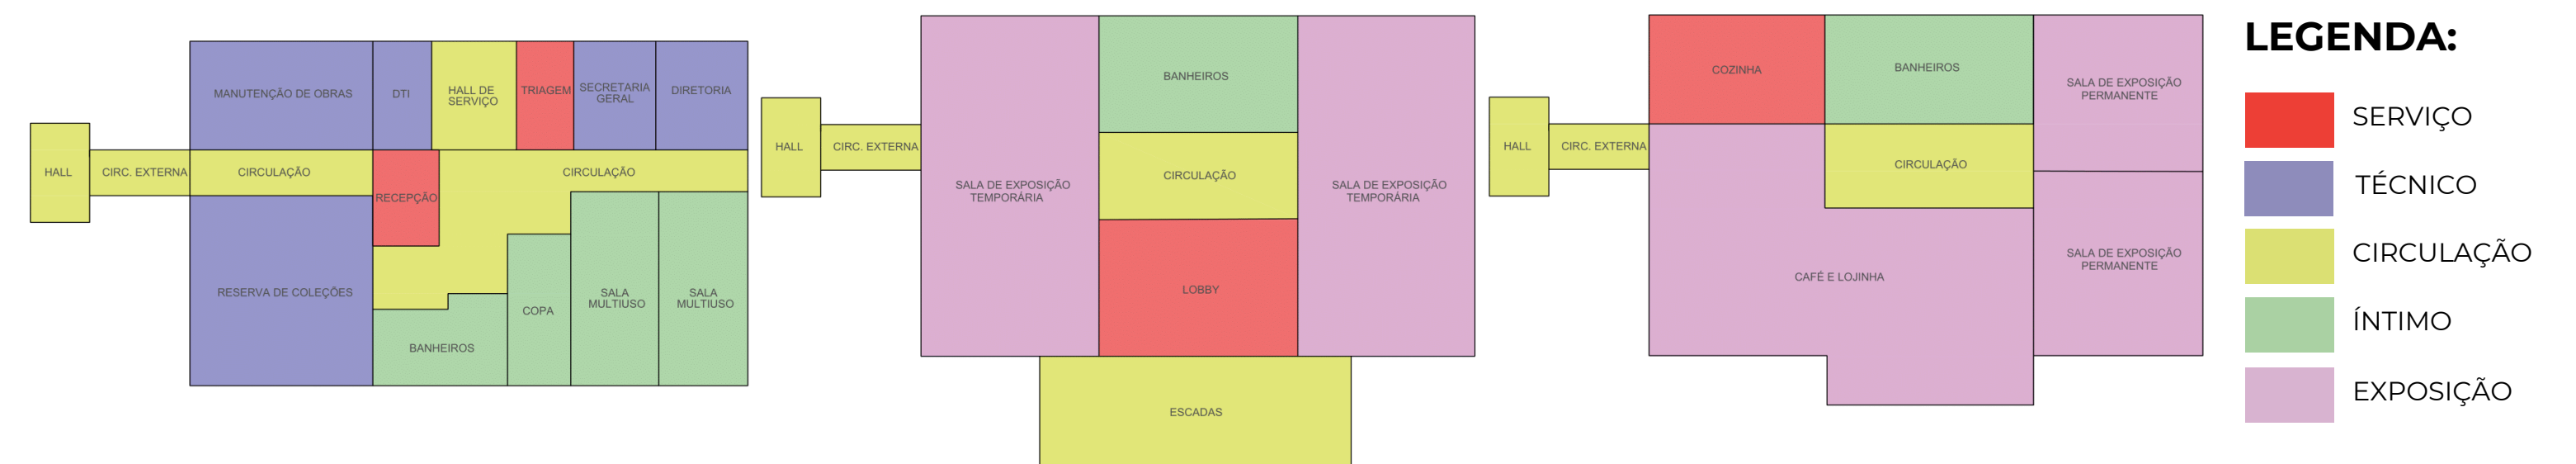 MANUTENÇÃO DE OBRAS
DTI
HALL DE
SERVIÇO
TRIAGEM
SECRETARIA
GERAL
DIRETORIA
HALL
CIRC. EXTERNA
CIRCULAÇÃO
RECEPÇÃO
CIRCULAÇÃO
RESERVA DE COLEÇÕES
BANHEIROS
COPA
SALA
MULTIUSO
SALA
MULTIUSO
HALL
CIRC. EXTERNA
SALA DE EXPOSIÇÃO
TEMPORÁRIA
BANHEIROS
CIRCULAÇÃO
LOBBY
SALA DE EXPOSIÇÃO
TEMPORÁRIA
ESCADAS
HALL
CIRC. EXTERNA
COZINHA
BANHEIROS
SALA DE EXPOSIÇÃO
PERMANENTE
CIRCULAÇÃO
CAFÉ E LOJINHA
SALA DE EXPOSIÇÃO
PERMANENTE
LEGENDA:
SERVIÇO
TÉCNICO
CIRCULAÇÃO
ÍNTIMO
EXPOSIÇÃO